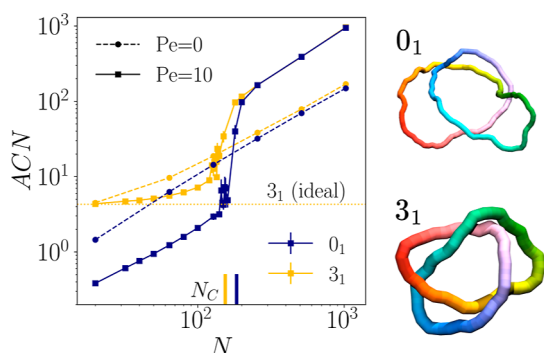 10³
10²
10¹
10⁰
ACN
Pe=0
Pe=10
3₁ (ideal)
0₁
3₁
N_C
10²
10³
N
0₁
3₁